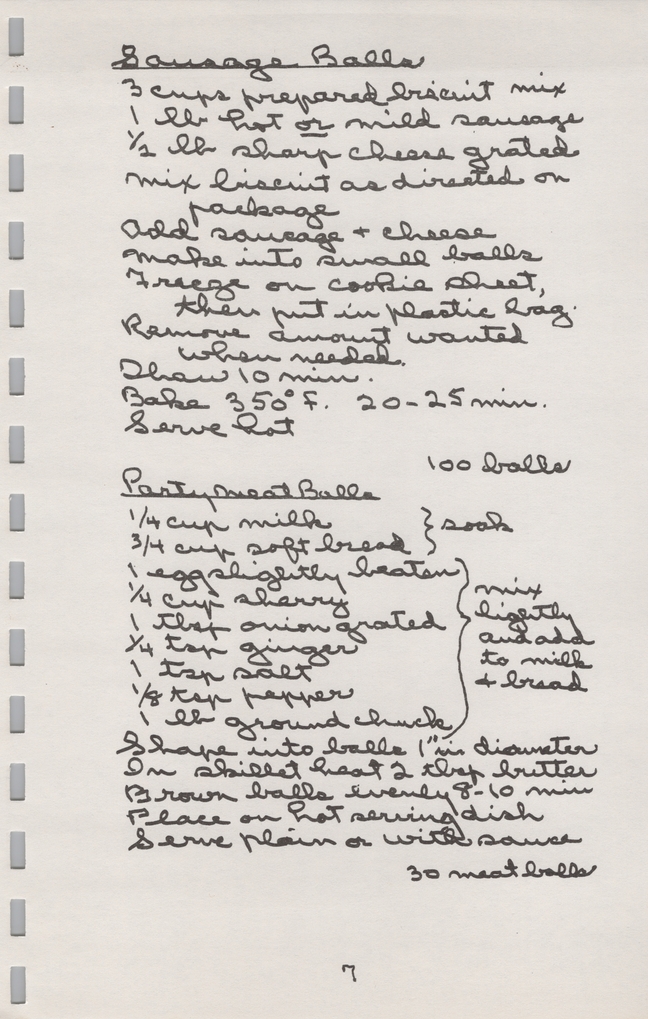 Sausage Balls
3 cups prepared biscuit mix
1 lb hot or mild sausage
1/2 lb sharp cheese grated
mix biscuit as directed on
package
Add sausage + cheese
make into small balls
Freeze on cookie sheet,
then put in plastic bag.
Remove amount wanted
when needed.
Thaw 10 min.
Bake 350° F. 20-25 min.
Serve hot
100 balls
Party Meat Balls
1/4 cup milk } soak
3/4 cup soft bread
1 egg slightly beaten } mix
1/4 cup sherry lightly
1 tbsp onion grated and add
1/4 tsp ginger to milk
1 tsp salt + bread
1/8 tsp pepper
1 lb ground chuck
Shape into balls 1" in diameter
In skillet heat 2 tbsp butter
Brown balls evenly 8-10 min
Place on hot serving dish
Serve plain or with sauce
30 meat balls
7